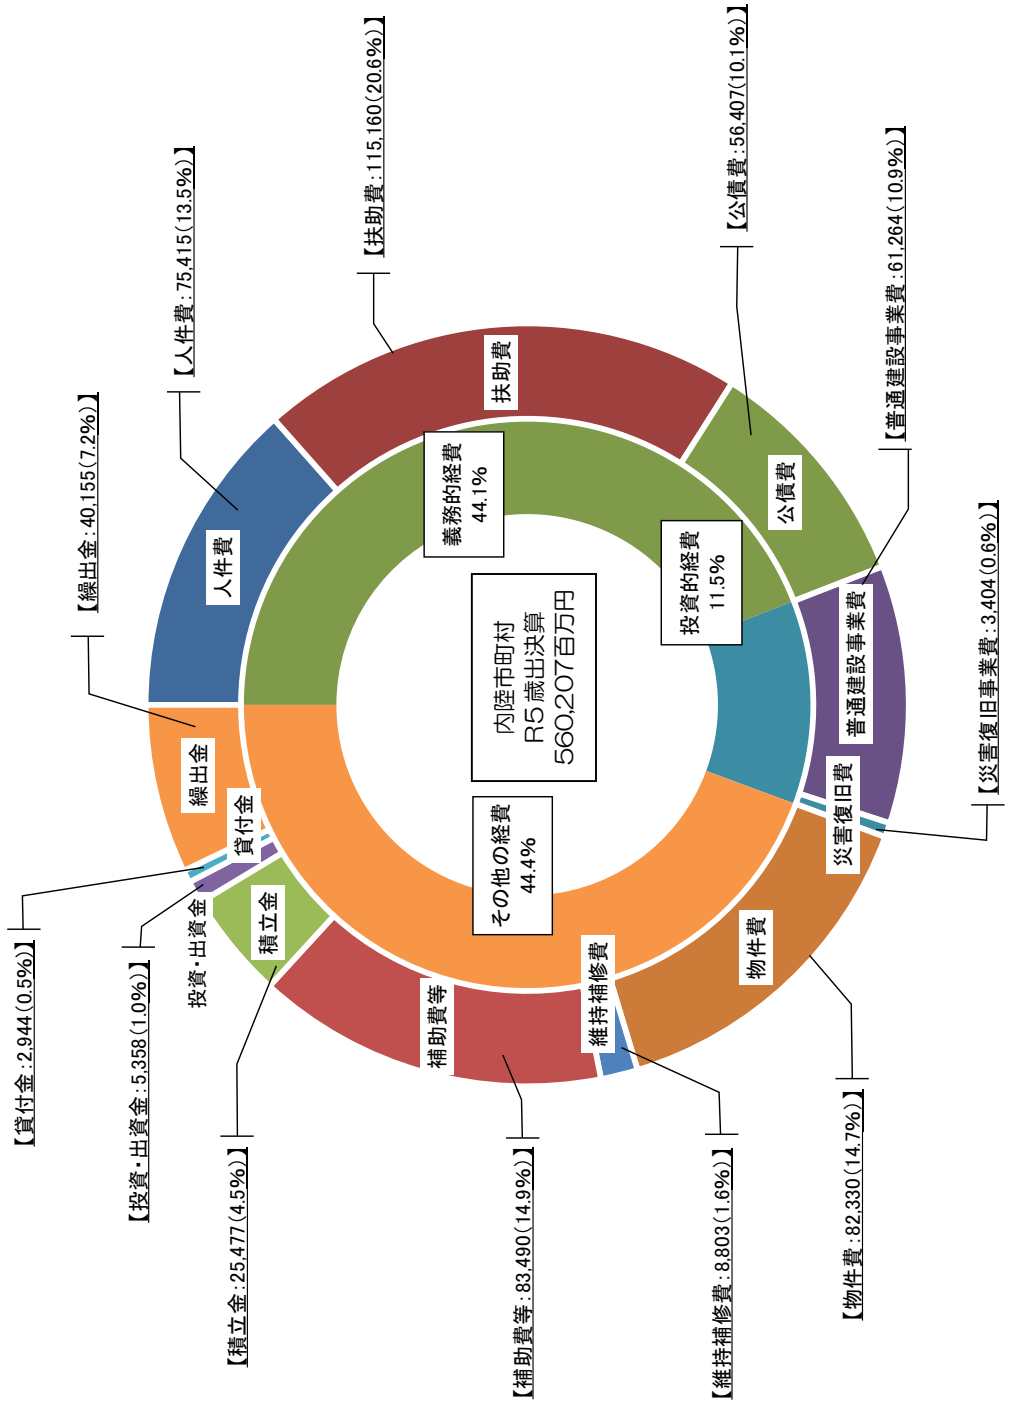 【人件費：75,415(13.5%)】
【扶助費：115,160(20.6%)】
【公債費：56,407(10.1%)】
【普通建設事業費：61,264(10.9%)】
【災害復旧事業費：3,404(0.6%)】
【物件費：82,330(14.7%)】
【維持補修費：8,803(1.6%)】
【補助費等：83,490(14.9%)】
【積立金：25,477(4.5%)】
【投資・出資金：5,358(1.0%)】
【貸付金：2,944(0.5%)】
【繰出金：40,155(7.2%)】
人件費
扶助費
公債費
普通建設事業費
災害復旧費
物件費
維持補修費
補助費等
積立金
投資・出資金
貸付金
繰出金
義務的経費
44.1%
投資的経費
11.5%
その他の経費
44.4%
内陸市町村
R5歳出決算
560,207百万円